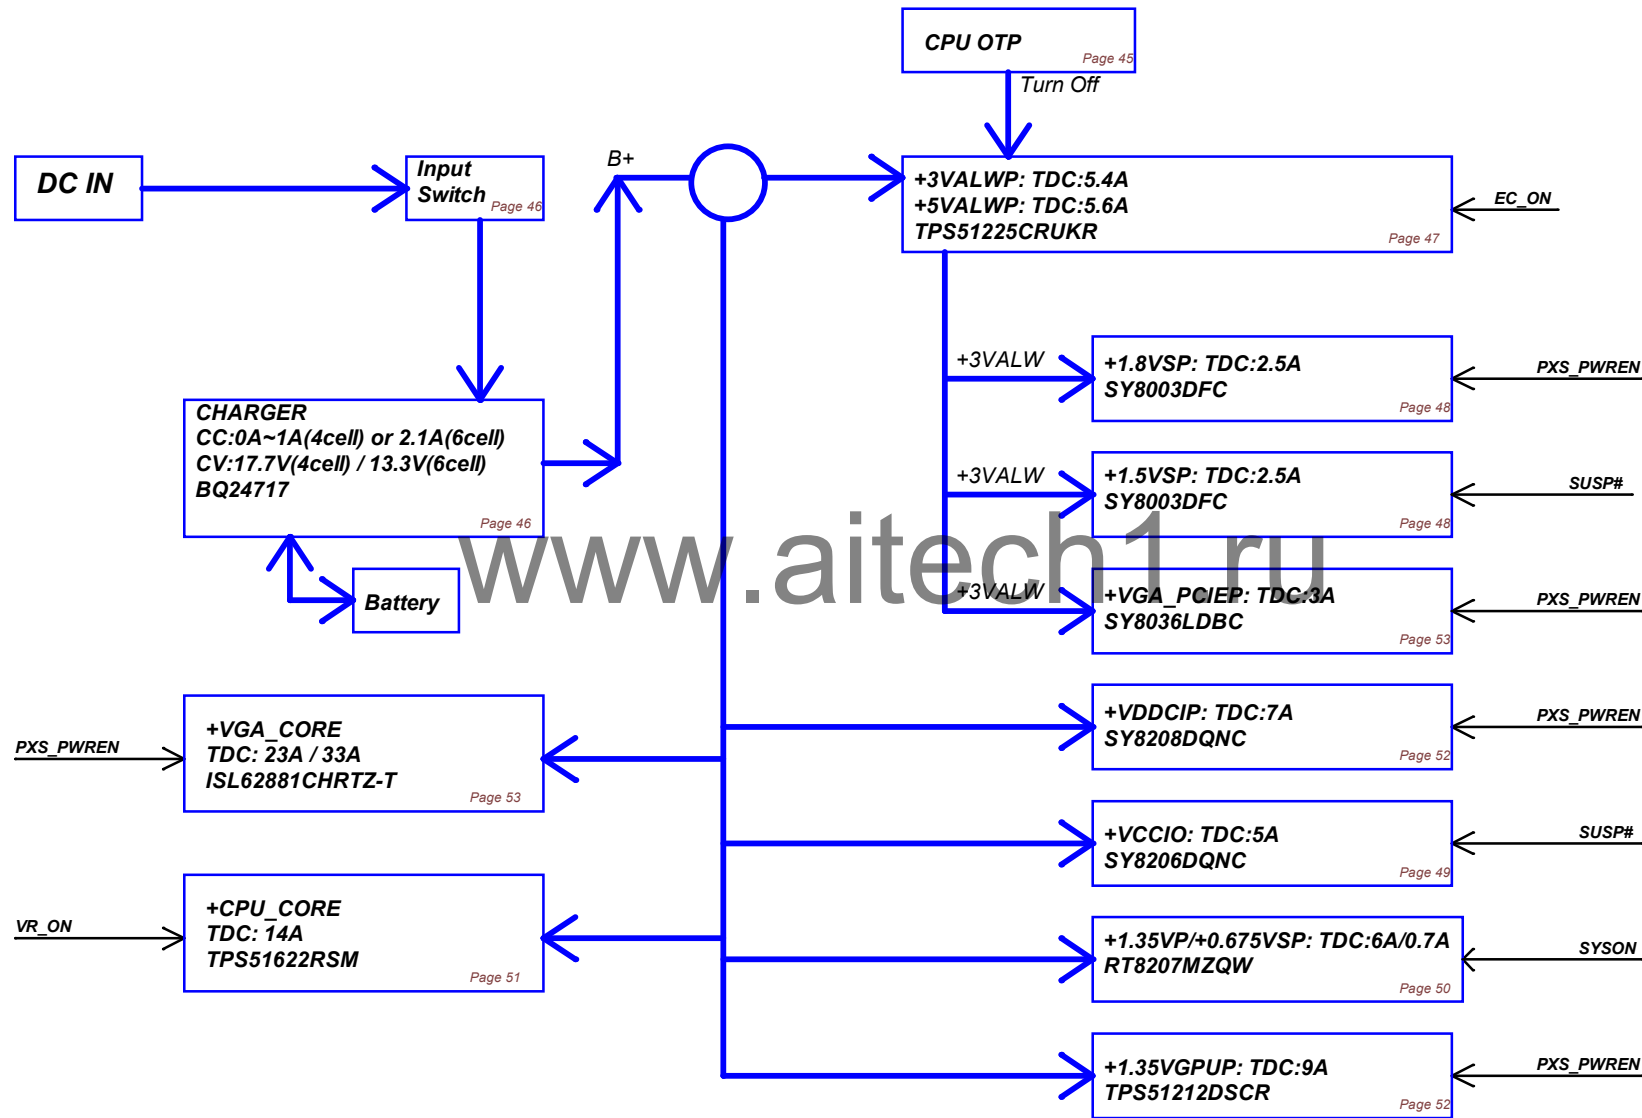 CPU OTP
Page 45
Turn Off
DC IN
Input
Switch
Page 46
B+
+3VALWP: TDC:5.4A
+5VALWP: TDC:5.6A
TPS51225CRUKR
Page 47
EC_ON
CHARGER
CC:0A~1A(4cell) or 2.1A(6cell)
CV:17.7V(4cell) / 13.3V(6cell)
BQ24717
Page 46
Battery
+3VALW
+1.8VSP: TDC:2.5A
SY8003DFC
Page 48
PXS_PWREN
+3VALW
+1.5VSP: TDC:2.5A
SY8003DFC
Page 48
SUSP#
www.aitech1.ru
+3VALW
+VGA_PCIEP: TDC:3A
SY8036LDBC
Page 53
PXS_PWREN
PXS_PWREN
+VGA_CORE
TDC: 23A / 33A
ISL62881CHRTZ-T
Page 53
+VDDCIP: TDC:7A
SY8208DQNC
Page 52
PXS_PWREN
+VCCIO: TDC:5A
SY8206DQNC
Page 49
SUSP#
VR_ON
+CPU_CORE
TDC: 14A
TPS51622RSM
Page 51
+1.35VP/+0.675VSP: TDC:6A/0.7A
RT8207MZQW
Page 50
SYSON
+1.35VGPUP: TDC:9A
TPS51212DSCR
Page 52
PXS_PWREN